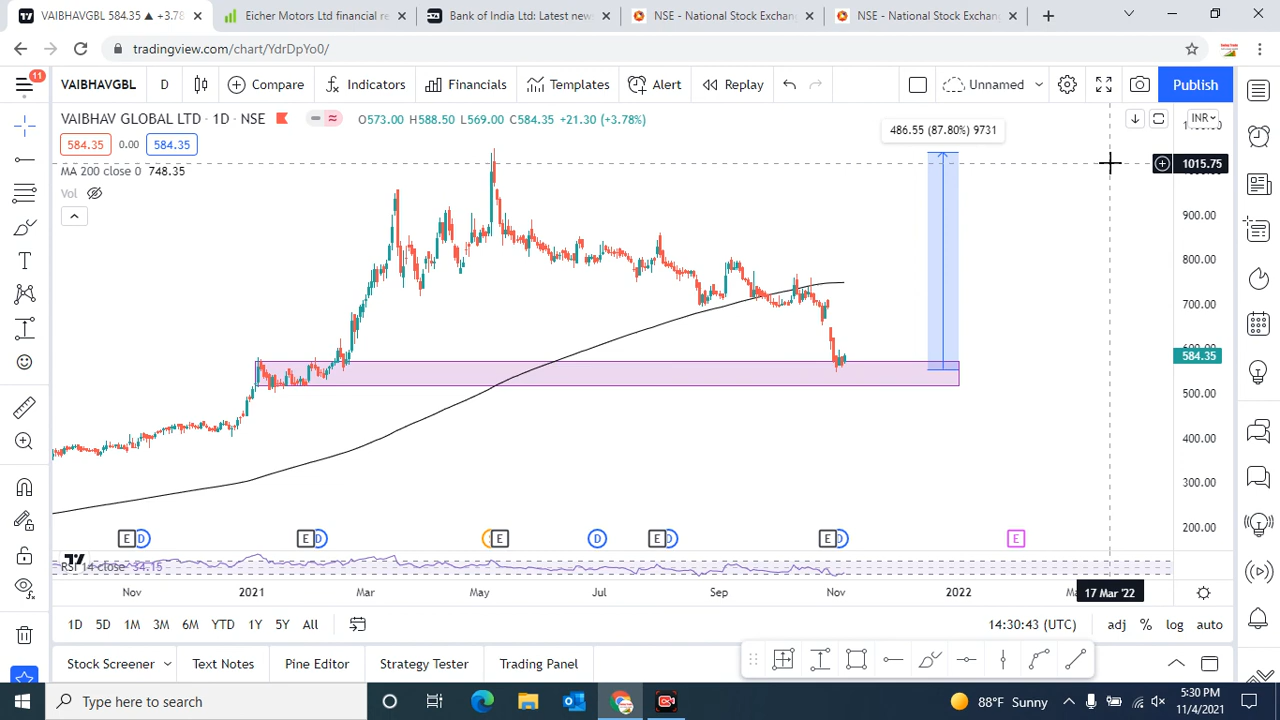 VAIBHAVGBL 584.35 ▲ +3.78
Eicher Motors Ltd financial re
Bank of India Ltd: Latest news
NSE - National Stock Exchang
NSE - National Stock Exchang
tradingview.com/chart/YdrDpYo0/
11
VAIBHAVGBL D Compare Indicators Financials Templates Alert Replay Unnamed Publish
VAIBHAV GLOBAL LTD · 1D · NSE O573.00 H588.50 L569.00 C584.35 +21.30 (+3.78%)
INR
584.35 0.00 584.35
486.55 (87.80%) 9731
MA 200 close 0 748.35
1015.75
Vol
900.00
800.00
700.00
584.35
500.00
400.00
300.00
200.00
E D E D E D E D E D E
RSI 14 close 34.15
Nov 2021 Mar May Jul Sep Nov 2022 17 Mar '22
1D 5D 1M 3M 6M YTD 1Y 5Y All
14:30:43 (UTC) adj % log auto
Stock Screener Text Notes Pine Editor Strategy Tester Trading Panel
Type here to search
88°F Sunny
5:30 PM
11/4/2021